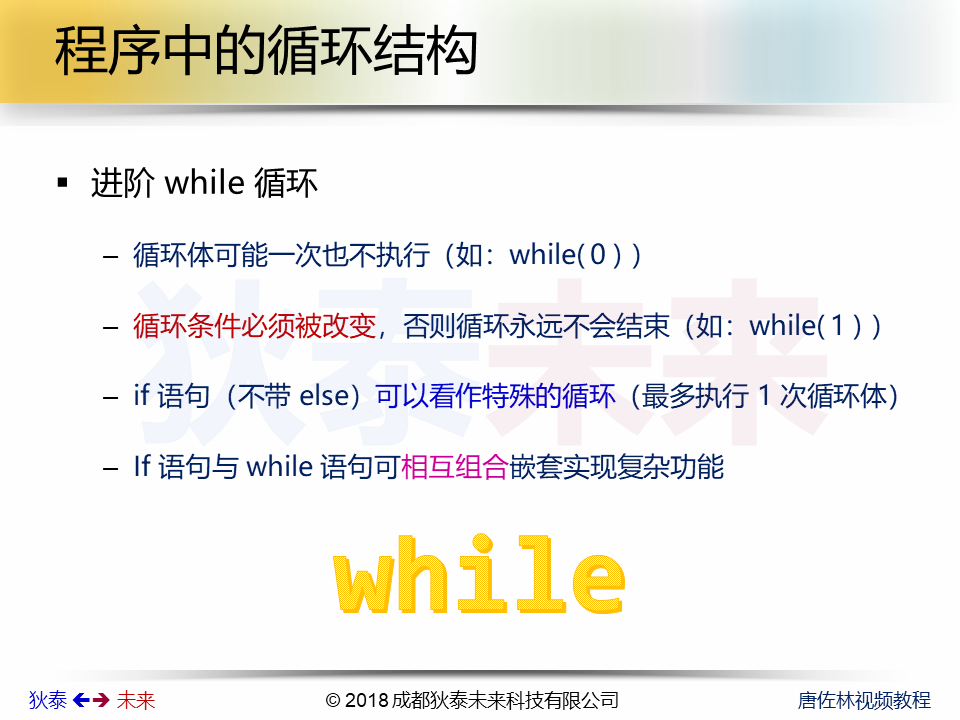 程序中的循环结构
▪ 进阶 while 循环
– 循环体可能一次也不执行（如：while( 0 ) ）
– 循环条件必须被改变，否则循环永远不会结束（如：while( 1 ) ）
– if 语句（不带 else）可以看作特殊的循环（最多执行 1 次循环体）
– If 语句与 while 语句可相互组合嵌套实现复杂功能
狄泰未来
while
狄泰 未来 © 2018 成都狄泰未来科技有限公司 唐佐林视频教程